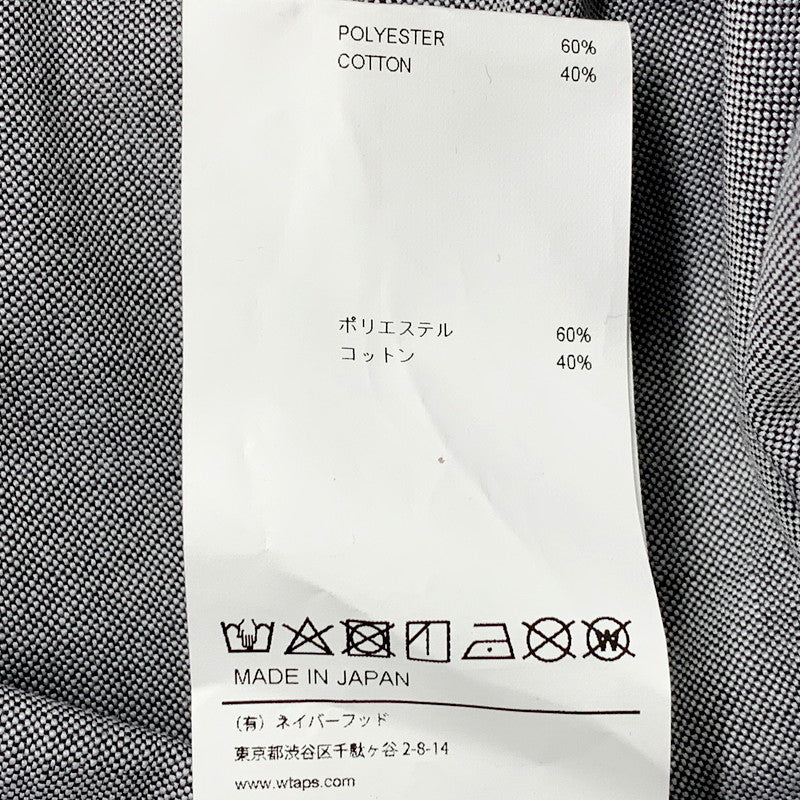 POLYESTER 60%
COTTON 40%
ポリエステル 60%
コットン 40%
W
MADE IN JAPAN
(有) ネイバーフッド
東京都渋谷区千駄ヶ谷 2-8-14
www.wtaps.com